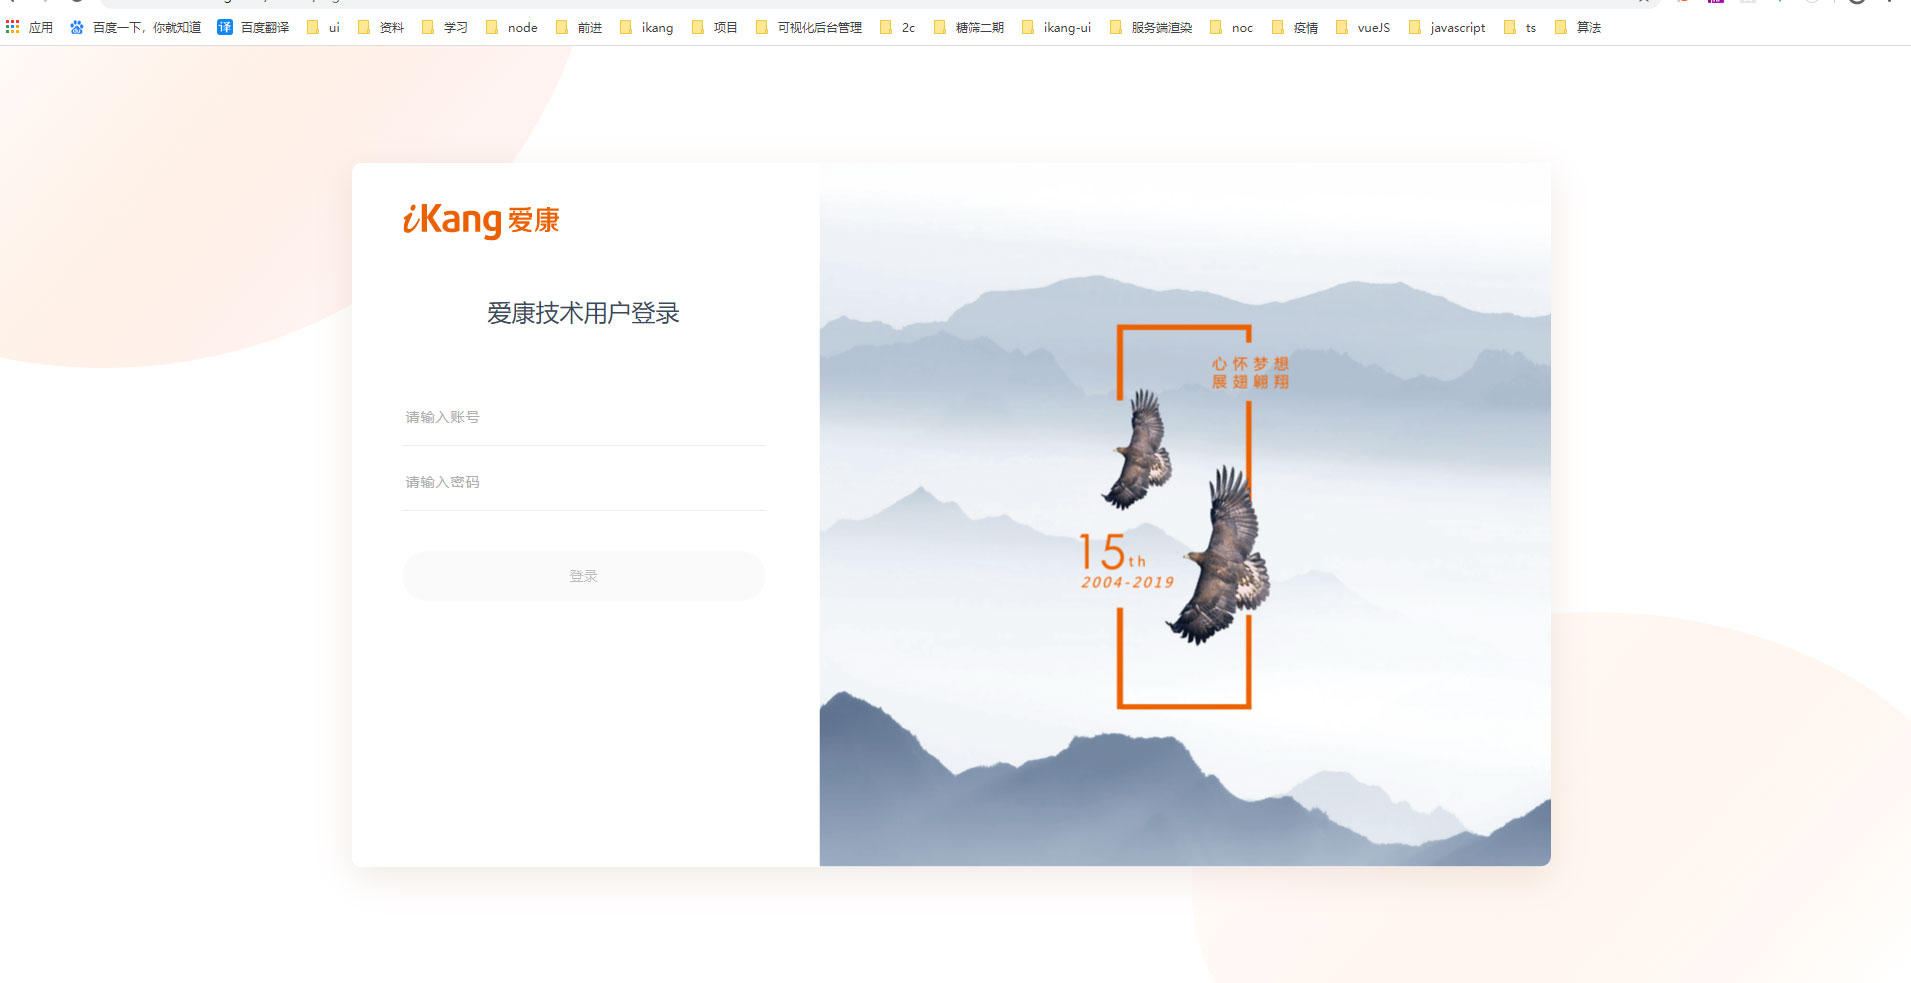 应用 百度一下，你就知道 译 百度翻译 ui 资料 学习 node 前进 ikang 项目 可视化后台管理 2c 糖筛二期 ikang-ui 服务端渲染 noc 疫情 vueJS javascript ts 算法
iKang 爱康
爱康技术用户登录
请输入账号
请输入密码
登录
心怀梦想
展翅翱翔
15th
2004-2019